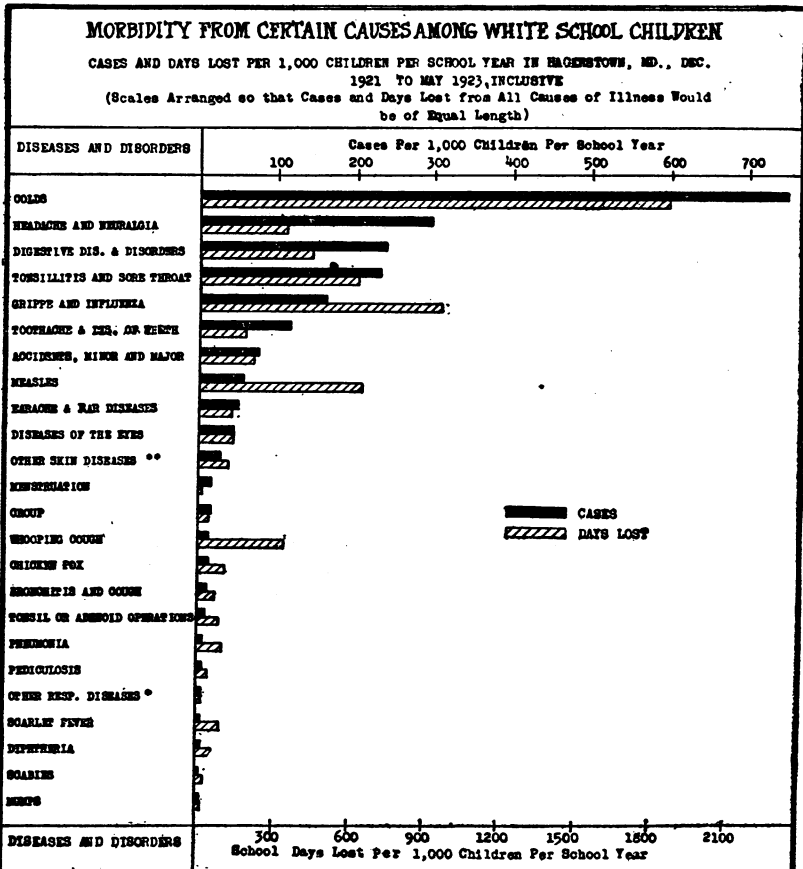 MORBIDITY FROM CERTAIN CAUSES AMONG WHITE SCHOOL CHILDREN
CASES AND DAYS LOST PER 1,000 CHILDREN PER SCHOOL YEAR IN HAGERSTOWN, MD., DEC.
1921 TO MAY 1923, INCLUSIVE
(Scales Arranged so that Cases and Days Lost from All Causes of Illness Would
be of Equal Length)
DISEASES AND DISORDERS
Cases Per 1,000 Children Per School Year
100 200 300 400 500 600 700
COLDS
HEADACHE AND NEURALGIA
DIGESTIVE DIS. & DISORDERS
TONSILLITIS AND SORE THROAT
GRIPPE AND INFLUENZA
TOOTHACHE & DIS. OF TEETH
ACCIDENTS, MINOR AND MAJOR
MEASLES
EARACHE & EAR DISEASES
DISEASES OF THE EYES
OTHER SKIN DISEASES **
MENSTRUATION
CROUP
WHOOPING COUGH
CHICKEN POX
BRONCHITIS AND COUGH
TONSIL OR ADENOID OPERATIONS
PNEUMONIA
PEDICULOSIS
OTHER RESP. DISEASES *
SCARLET FEVER
DIPHTHERIA
SCABIES
MUMPS
CASES
DAYS LOST
300 600 900 1200 1500 1800 2100
DISEASES AND DISORDERS
School Days Lost Per 1,000 Children Per School Year